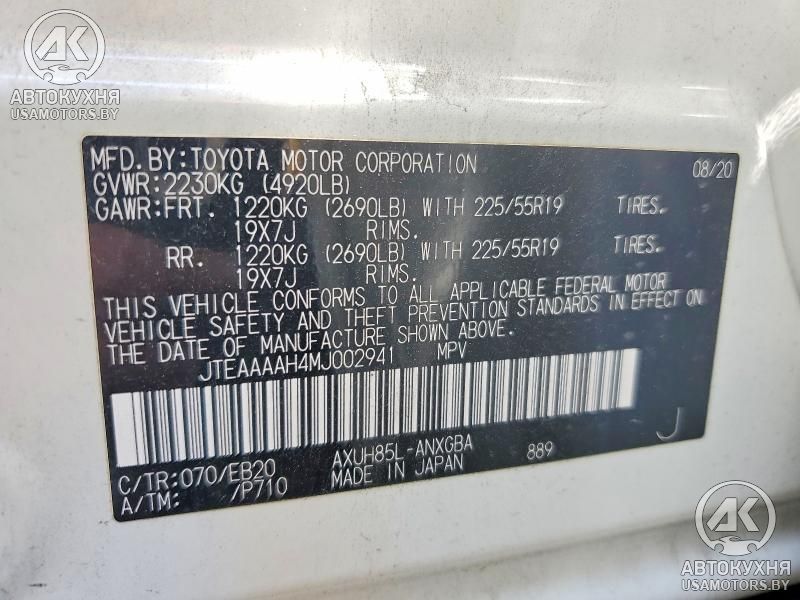 AK
АВТОКУХНЯ
USAMOTORS.BY
MFD.BY:TOYOTA MOTOR CORPORATION 08/20
GVWR:2230KG (4920LB)
GAWR:FRT. 1220KG (2690LB) WITH 225/55R19 TIRES.
19X7J RIMS.
RR. 1220KG (2690LB) WITH 225/55R19 TIRES.
19X7J RIMS.
THIS VEHICLE CONFORMS TO ALL APPLICABLE FEDERAL MOTOR
VEHICLE SAFETY AND THEFT PREVENTION STANDARDS IN EFFECT ON
THE DATE OF MANUFACTURE SHOWN ABOVE.
JTEAAAAH4MJ002941 MPV
J
C/TR:070/EB20 AXUH85L-ANXGBA 889
A/TM: /P710 MADE IN JAPAN
AK
АВТОКУХНЯ
USAMOTORS.BY